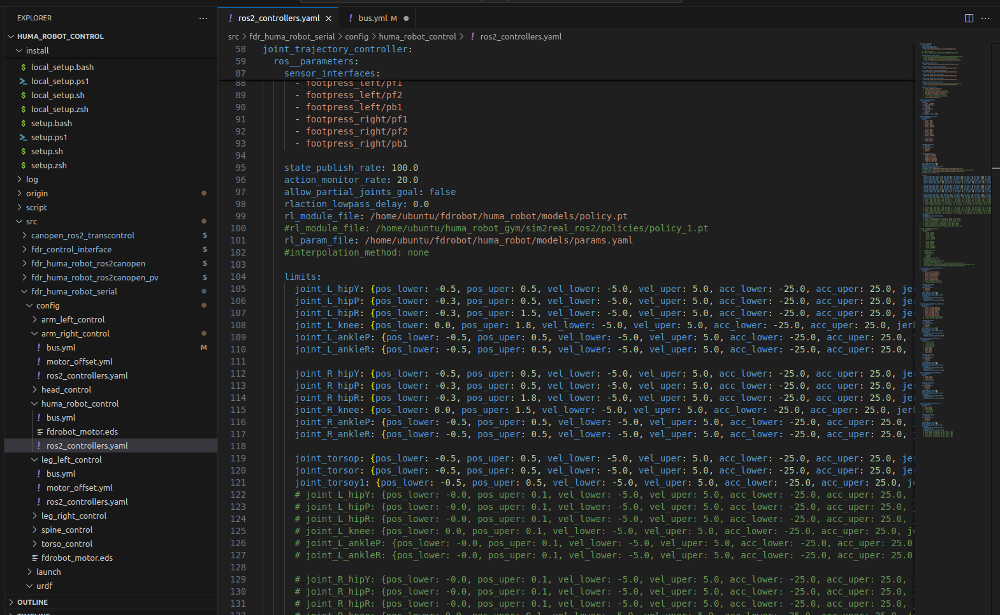 EXPLORER
HUMA_ROBOT_CONTROL
install
local_setup.bash
local_setup.ps1
local_setup.sh
local_setup.zsh
setup.bash
setup.ps1
setup.sh
setup.zsh
log
origin
script
src
canopen_ros2_transcontrol S
fdr_control_interface S
fdr_huma_robot_ros2canopen S
fdr_huma_robot_ros2canopen_pv S
fdr_huma_robot_serial
config
arm_left_control
arm_right_control
bus.yml M
motor_offset.yml
ros2_controllers.yaml
head_control
huma_robot_control
bus.yml
fdrobot_motor.eds
ros2_controllers.yaml
leg_left_control
bus.yml
motor_offset.yml
ros2_controllers.yaml
leg_right_control
spine_control
torso_control
fdrobot_motor.eds
launch
urdf
OUTLINE
TIMELINE
ros2_controllers.yaml
bus.yml M
src > fdr_huma_robot_serial > config > huma_robot_control > ros2_controllers.yaml
58 joint_trajectory_controller:
59 ros__parameters:
87 sensor_interfaces:
88 - footpress_left/pf1
89 - footpress_left/pf2
90 - footpress_left/pb1
91 - footpress_right/pf1
92 - footpress_right/pf2
93 - footpress_right/pb1
94
95 state_publish_rate: 100.0
96 action_monitor_rate: 20.0
97 allow_partial_joints_goal: false
98 rlaction_lowpass_delay: 0.0
99 rl_module_file: /home/ubuntu/fdrobot/huma_robot/models/policy.pt
100 #rl_module_file: /home/ubuntu/huma_robot_gym/sim2real_ros2/policies/policy_1.pt
101 rl_param_file: /home/ubuntu/fdrobot/huma_robot/models/params.yaml
102 #interpolation_method: none
103
104 limits:
105 joint_L_hipY: {pos_lower: -0.5, pos_uper: 0.5, vel_lower: -5.0, vel_uper: 5.0, acc_lower: -25.0, acc_uper: 25.0, jer
106 joint_L_hipP: {pos_lower: -0.3, pos_uper: 0.5, vel_lower: -5.0, vel_uper: 5.0, acc_lower: -25.0, acc_uper: 25.0, jer
107 joint_L_hipR: {pos_lower: -0.3, pos_uper: 1.5, vel_lower: -5.0, vel_uper: 5.0, acc_lower: -25.0, acc_uper: 25.0, jer
108 joint_L_knee: {pos_lower: 0.0, pos_uper: 1.8, vel_lower: -5.0, vel_uper: 5.0, acc_lower: -25.0, acc_uper: 25.0, jerk
109 joint_L_ankleP: {pos_lower: -0.5, pos_uper: 0.5, vel_lower: -5.0, vel_uper: 5.0, acc_lower: -25.0, acc_uper: 25.0,
110 joint_L_ankleR: {pos_lower: -0.5, pos_uper: 0.5, vel_lower: -5.0, vel_uper: 5.0, acc_lower: -25.0, acc_uper: 25.0,
111
112 joint_R_hipY: {pos_lower: -0.5, pos_uper: 0.5, vel_lower: -5.0, vel_uper: 5.0, acc_lower: -25.0, acc_uper: 25.0, jer
113 joint_R_hipP: {pos_lower: -0.3, pos_uper: 0.5, vel_lower: -5.0, vel_uper: 5.0, acc_lower: -25.0, acc_uper: 25.0, jer
114 joint_R_hipR: {pos_lower: -0.3, pos_uper: 1.8, vel_lower: -5.0, vel_uper: 5.0, acc_lower: -25.0, acc_uper: 25.0, jer
115 joint_R_knee: {pos_lower: 0.0, pos_uper: 1.5, vel_lower: -5.0, vel_uper: 5.0, acc_lower: -25.0, acc_uper: 25.0, jerk
116 joint_R_ankleP: {pos_lower: -0.5, pos_uper: 0.5, vel_lower: -5.0, vel_uper: 5.0, acc_lower: -25.0, acc_uper: 25.0,
117 joint_R_ankleR: {pos_lower: -0.5, pos_uper: 0.5, vel_lower: -5.0, vel_uper: 5.0, acc_lower: -25.0, acc_uper: 25.0,
118
119 joint_torsop: {pos_lower: -0.5, pos_uper: 0.5, vel_lower: -5.0, vel_uper: 5.0, acc_lower: -25.0, acc_uper: 25.0, jer
120 joint_torsor: {pos_lower: -0.5, pos_uper: 0.5, vel_lower: -5.0, vel_uper: 5.0, acc_lower: -25.0, acc_uper: 25.0, jer
121 joint_torsoy1: {pos_lower: -0.5, pos_uper: 0.5, vel_lower: -5.0, vel_uper: 5.0, acc_lower: -25.0, acc_uper: 25.0, j
122 # joint_L_hipY: {pos_lower: -0.0, pos_uper: 0.1, vel_lower: -5.0, vel_uper: 5.0, acc_lower: -25.0, acc_uper: 25.0,
123 # joint_L_hipP: {pos_lower: -0.0, pos_uper: 0.1, vel_lower: -5.0, vel_uper: 5.0, acc_lower: -25.0, acc_uper: 25.0,
124 # joint_L_hipR: {pos_lower: -0.0, pos_uper: 0.1, vel_lower: -5.0, vel_uper: 5.0, acc_lower: -25.0, acc_uper: 25.0,
125 # joint_L_knee: {pos_lower: 0.0, pos_uper: 0.1, vel_lower: -5.0, vel_uper: 5.0, acc_lower: -25.0, acc_uper: 25.0, j
126 # joint_L_ankleP: {pos_lower: -0.0, pos_uper: 0.1, vel_lower: -5.0, vel_uper: 5.0, acc_lower: -25.0, acc_uper: 25.0
127 # joint_L_ankleR: {pos_lower: -0.0, pos_uper: 0.1, vel_lower: -5.0, vel_uper: 5.0, acc_lower: -25.0, acc_uper: 25.0
128
129 # joint_R_hipY: {pos_lower: -0.0, pos_uper: 0.1, vel_lower: -5.0, vel_uper: 5.0, acc_lower: -25.0, acc_uper: 25.0,
130 # joint_R_hipP: {pos_lower: -0.0, pos_uper: 0.1, vel_lower: -5.0, vel_uper: 5.0, acc_lower: -25.0, acc_uper: 25.0,
131 # joint_R_hipR: {pos_lower: -0.0, pos_uper: 0.1, vel_lower: -5.0, vel_uper: 5.0, acc_lower: -25.0, acc_uper: 25.0,